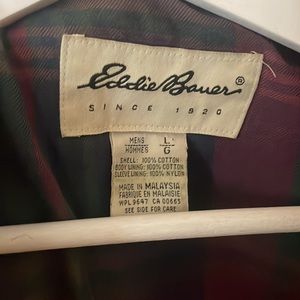 Eddie Bauer®
SINCE 1920
MENS L
HOMMES G
SHELL: 100% COTTON
BODY LINING: 100% COTTON
SLEEVE LINING: 100% NYLON
MADE IN MALAYSIA
FABRIQUE EN MALAISIE
WPL 9647 CA 00665
SEE SIDE FOR CARE